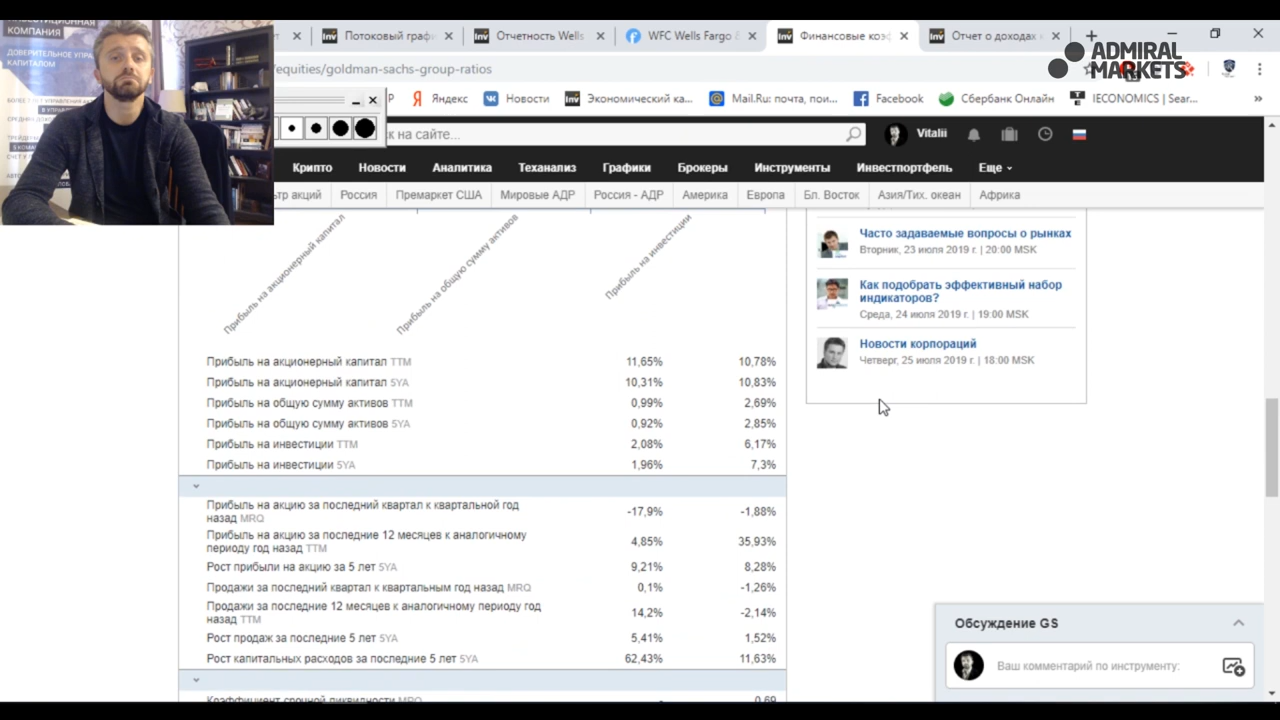 КОМПАНИЯ
ДОВЕРИТЕЛЬНОЕ УПРА
КАПИТАЛОМ
Потоковый граф
Отчетность Wells
WFC Wells Fargo &
Финансовые коэ
Отчет о доходах
ADMIRAL
MARKETS
/equities/goldman-sachs-group-ratios
Яндекс
Новости
Экономический ка...
Mail.Ru: почта, пои...
Facebook
Сбербанк Онлайн
IECONOMICS | Sear...
»
ск на сайте...
Vitalii
Крипто
Новости
Аналитика
Теханализ
Графики
Брокеры
Инструменты
Инвестпортфель
Еще
тр акций
Россия
Премаркет США
Мировые АДР
Россия - АДР
Америка
Европа
Бл. Восток
Азия/Тих. океан
Африка
Прибыль на акционерный капитал
Прибыль на общую сумму активов
Прибыль на инвестиции
Часто задаваемые вопросы о рынках
Вторник, 23 июля 2019 г. | 20:00 MSK
Как подобрать эффективный набор
индикаторов?
Среда, 24 июля 2019 г. | 19:00 MSK
Новости корпораций
Четверг, 25 июля 2019 г. | 18:00 MSK
Прибыль на акционерный капитал TTM 11,65% 10,78%
Прибыль на акционерный капитал 5YA 10,31% 10,83%
Прибыль на общую сумму активов TTM 0,99% 2,69%
Прибыль на общую сумму активов 5YA 0,92% 2,85%
Прибыль на инвестиции TTM 2,08% 6,17%
Прибыль на инвестиции 5YA 1,96% 7,3%
Прибыль на акцию за последний квартал к квартальной год
назад MRQ -17,9% -1,88%
Прибыль на акцию за последние 12 месяцев к аналогичному
периоду год назад TTM 4,85% 35,93%
Рост прибыли на акцию за 5 лет 5YA 9,21% 8,28%
Продажи за последний квартал к квартальным год назад MRQ 0,1% -1,26%
Продажи за последние 12 месяцев к аналогичному периоду год
назад TTM 14,2% -2,14%
Рост продаж за последние 5 лет 5YA 5,41% 1,52%
Рост капитальных расходов за последние 5 лет 5YA 62,43% 11,63%
Коэффициент срочной ликвидности MRQ - 0,69
Обсуждение GS
Ваш комментарий по инструменту: